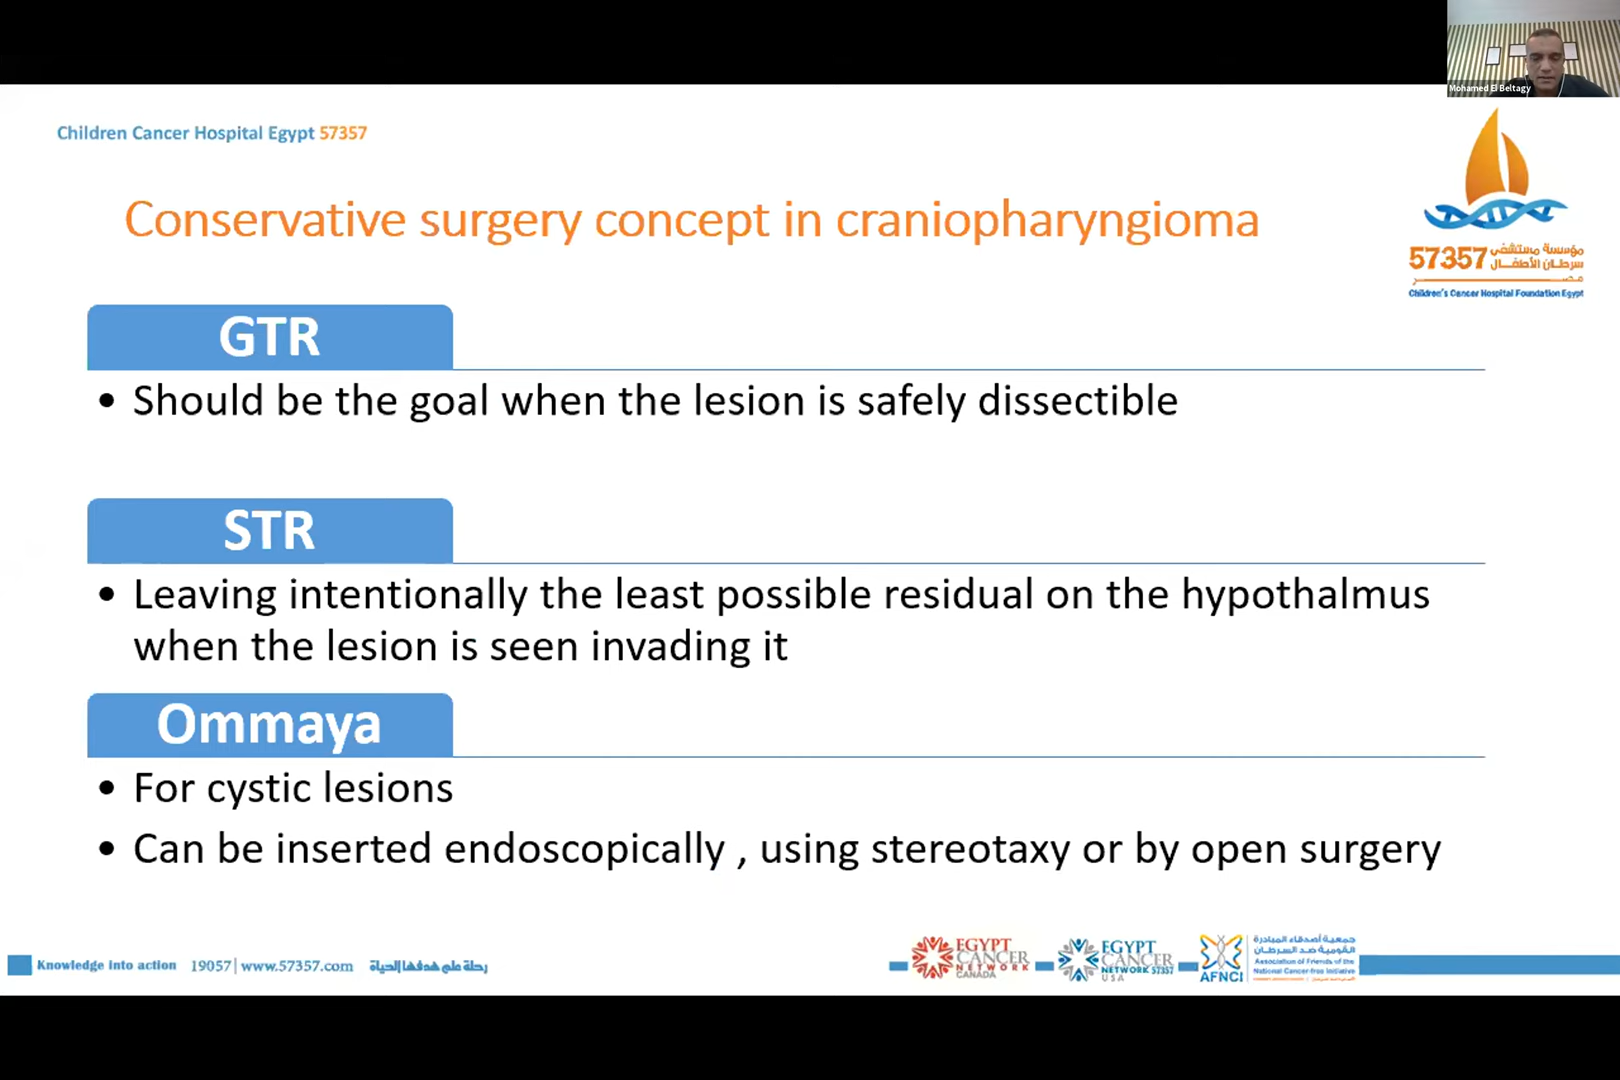 Mohamed El Beltagy
Children Cancer Hospital Egypt 57357
Conservative surgery concept in craniopharyngioma
57357 مؤسسة مستشفى
سرطان الأطفال
مصر
Children's Cancer Hospital Foundation Egypt
GTR
• Should be the goal when the lesion is safely dissectible
STR
• Leaving intentionally the least possible residual on the hypothalmus
when the lesion is seen invading it
Ommaya
• For cystic lesions
• Can be inserted endoscopically , using stereotaxy or by open surgery
Knowledge into action 19057| www.57357.com رحلة على هدفها الحياة
EGYPT
CANCER
NETWORK
CANADA
EGYPT
CANCER
NETWORK 57357
USA
AFNCI
جمعية أصدقاء المبادرة
القومية ضد السرطان
Association of Friends of the
National Cancer-free Initiative